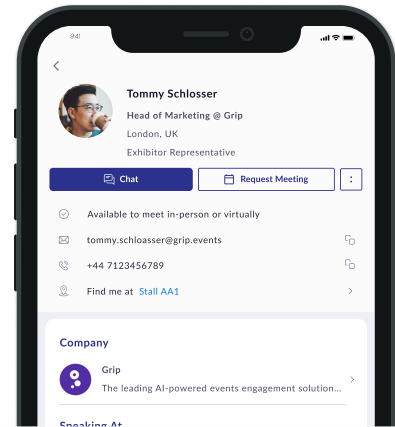 9:41
Tommy Schlosser
Head of Marketing @ Grip
London, UK
Exhibitor Representative
Chat
Request Meeting
Available to meet in-person or virtually
tommy.schloasser@grip.events
+44 7123456789
Find me at Stall AA1
Company
Grip
The leading AI-powered events engagement solution...
Speaking At